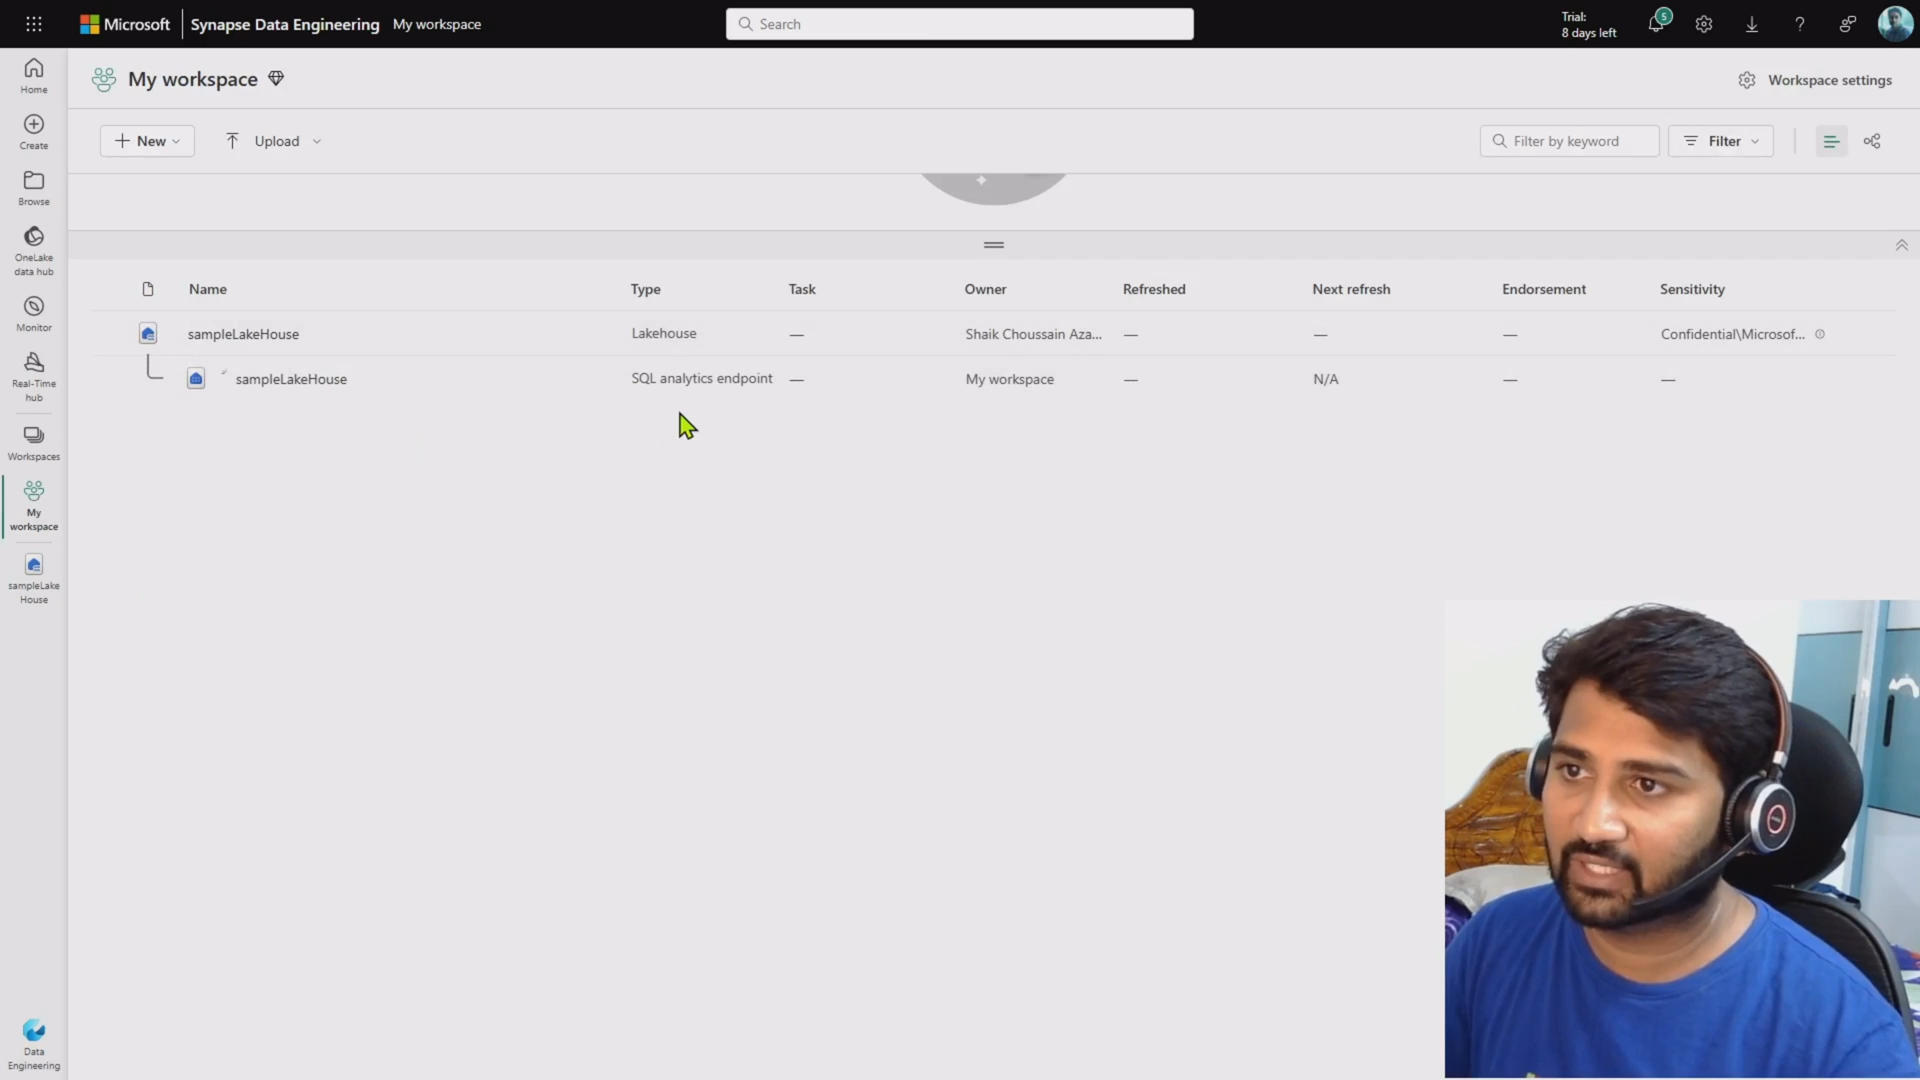 Microsoft
Synapse Data Engineering
My workspace
Search
Trial:
8 days left
5
?
Home
Create
Browse
OneLake
data hub
Monitor
Real-Time
hub
Workspaces
My
workspace
sampleLake
House
Data
Engineering
My workspace
Workspace settings
New
Upload
Filter by keyword
Filter
Name Type Task Owner Refreshed Next refresh Endorsement Sensitivity
sampleLakeHouse Lakehouse — Shaik Choussain Aza... — — — Confidential\Microsof...
sampleLakeHouse SQL analytics endpoint — My workspace — N/A — —